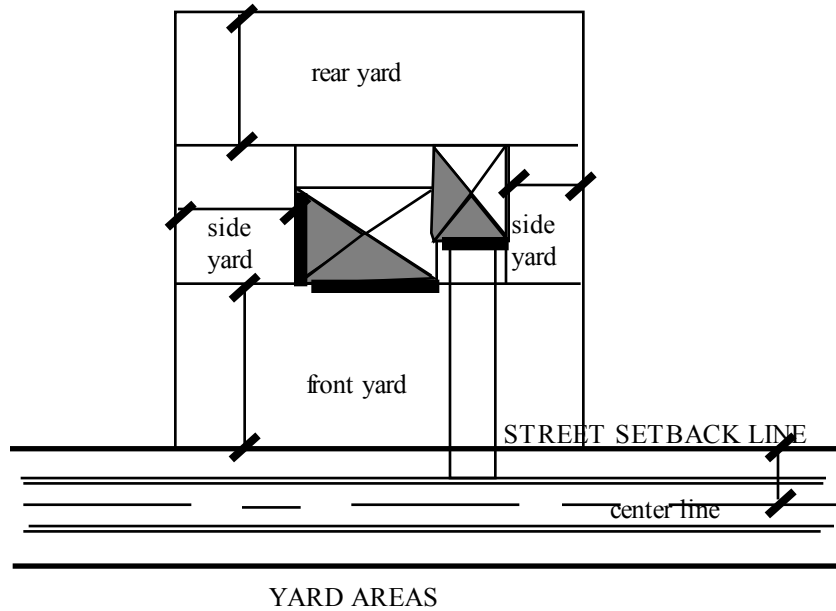 rear yard
side
yard
side
yard
front yard
STREET SETBACK LINE
center line
YARD AREAS